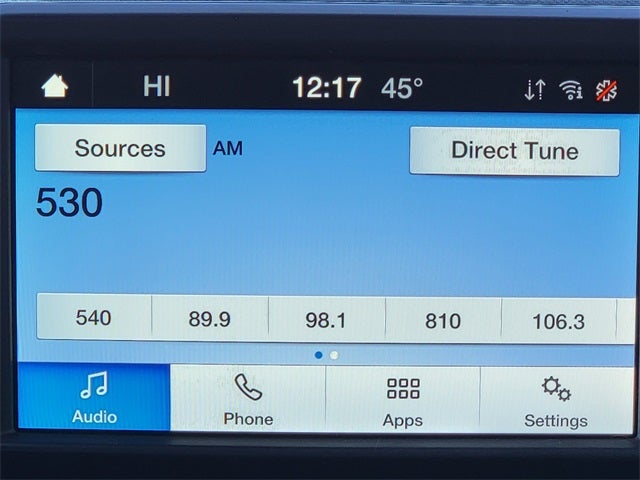 HI 12:17 45°
Sources AM Direct Tune
530
540 89.9 98.1 810 106.3
Audio Phone Apps Settings